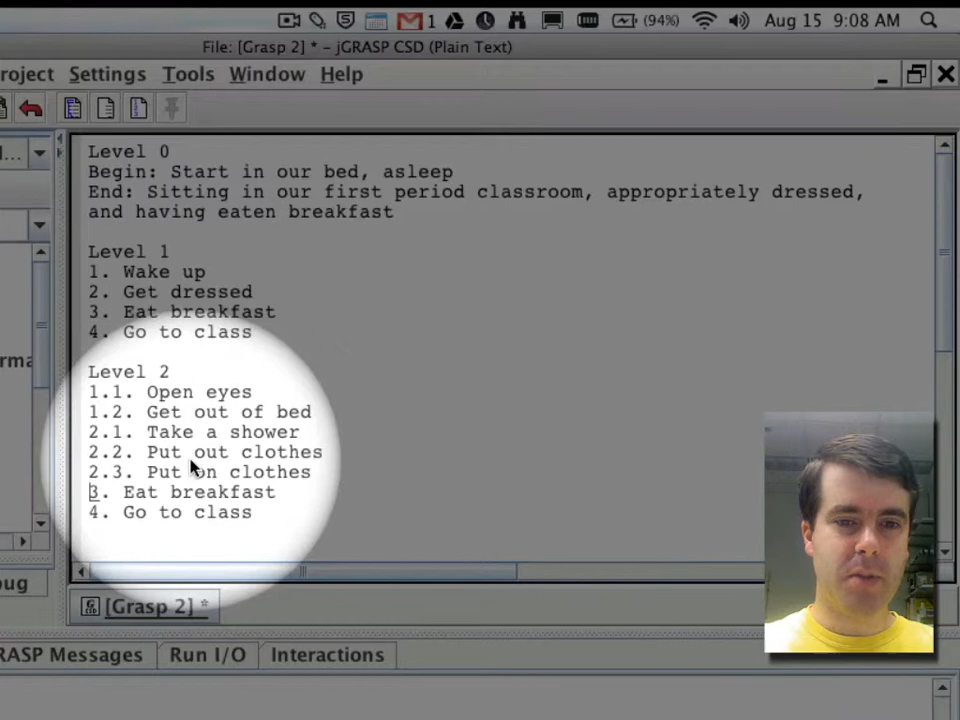 1
(94%)
Aug 15 9:08 AM
File: [Grasp 2] * - jGRASP CSD (Plain Text)
roject Settings Tools Window Help
Level 0
Begin: Start in our bed, asleep
End: Sitting in our first period classroom, appropriately dressed,
and having eaten breakfast
Level 1
1. Wake up
2. Get dressed
3. Eat breakfast
4. Go to class
Level 2
1.1. Open eyes
1.2. Get out of bed
2.1. Take a shower
2.2. Put out clothes
2.3. Put on clothes
3. Eat breakfast
4. Go to class
[Grasp 2] *
RASP Messages Run I/O Interactions